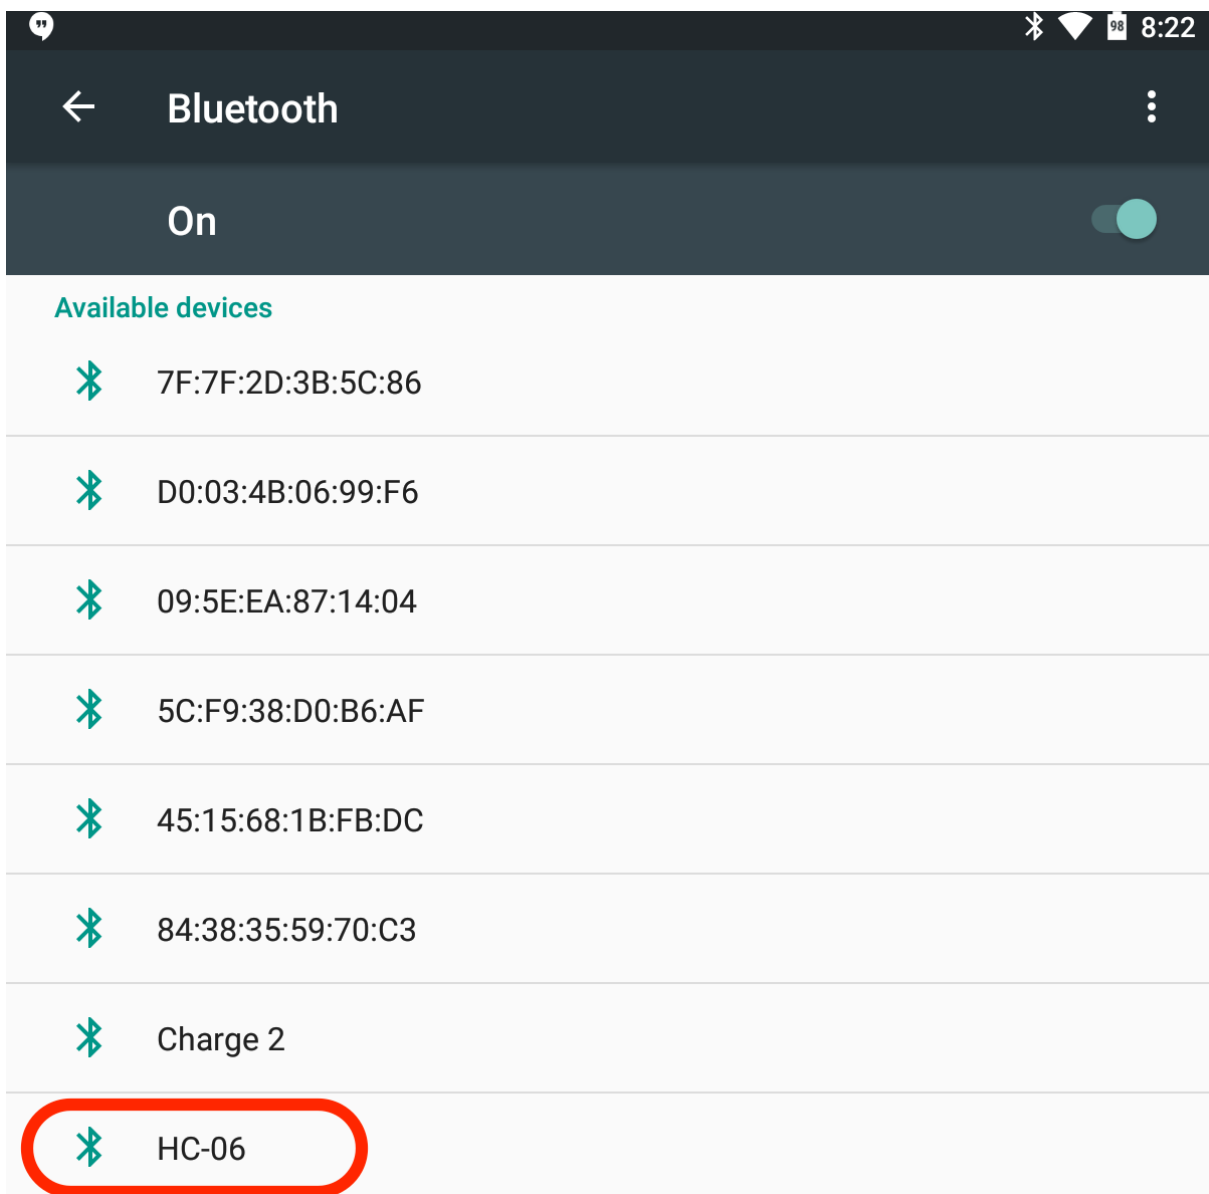 98 8:22
Bluetooth
On
Available devices
7F:7F:2D:3B:5C:86
D0:03:4B:06:99:F6
09:5E:EA:87:14:04
5C:F9:38:D0:B6:AF
45:15:68:1B:FB:DC
84:38:35:59:70:C3
Charge 2
HC-06